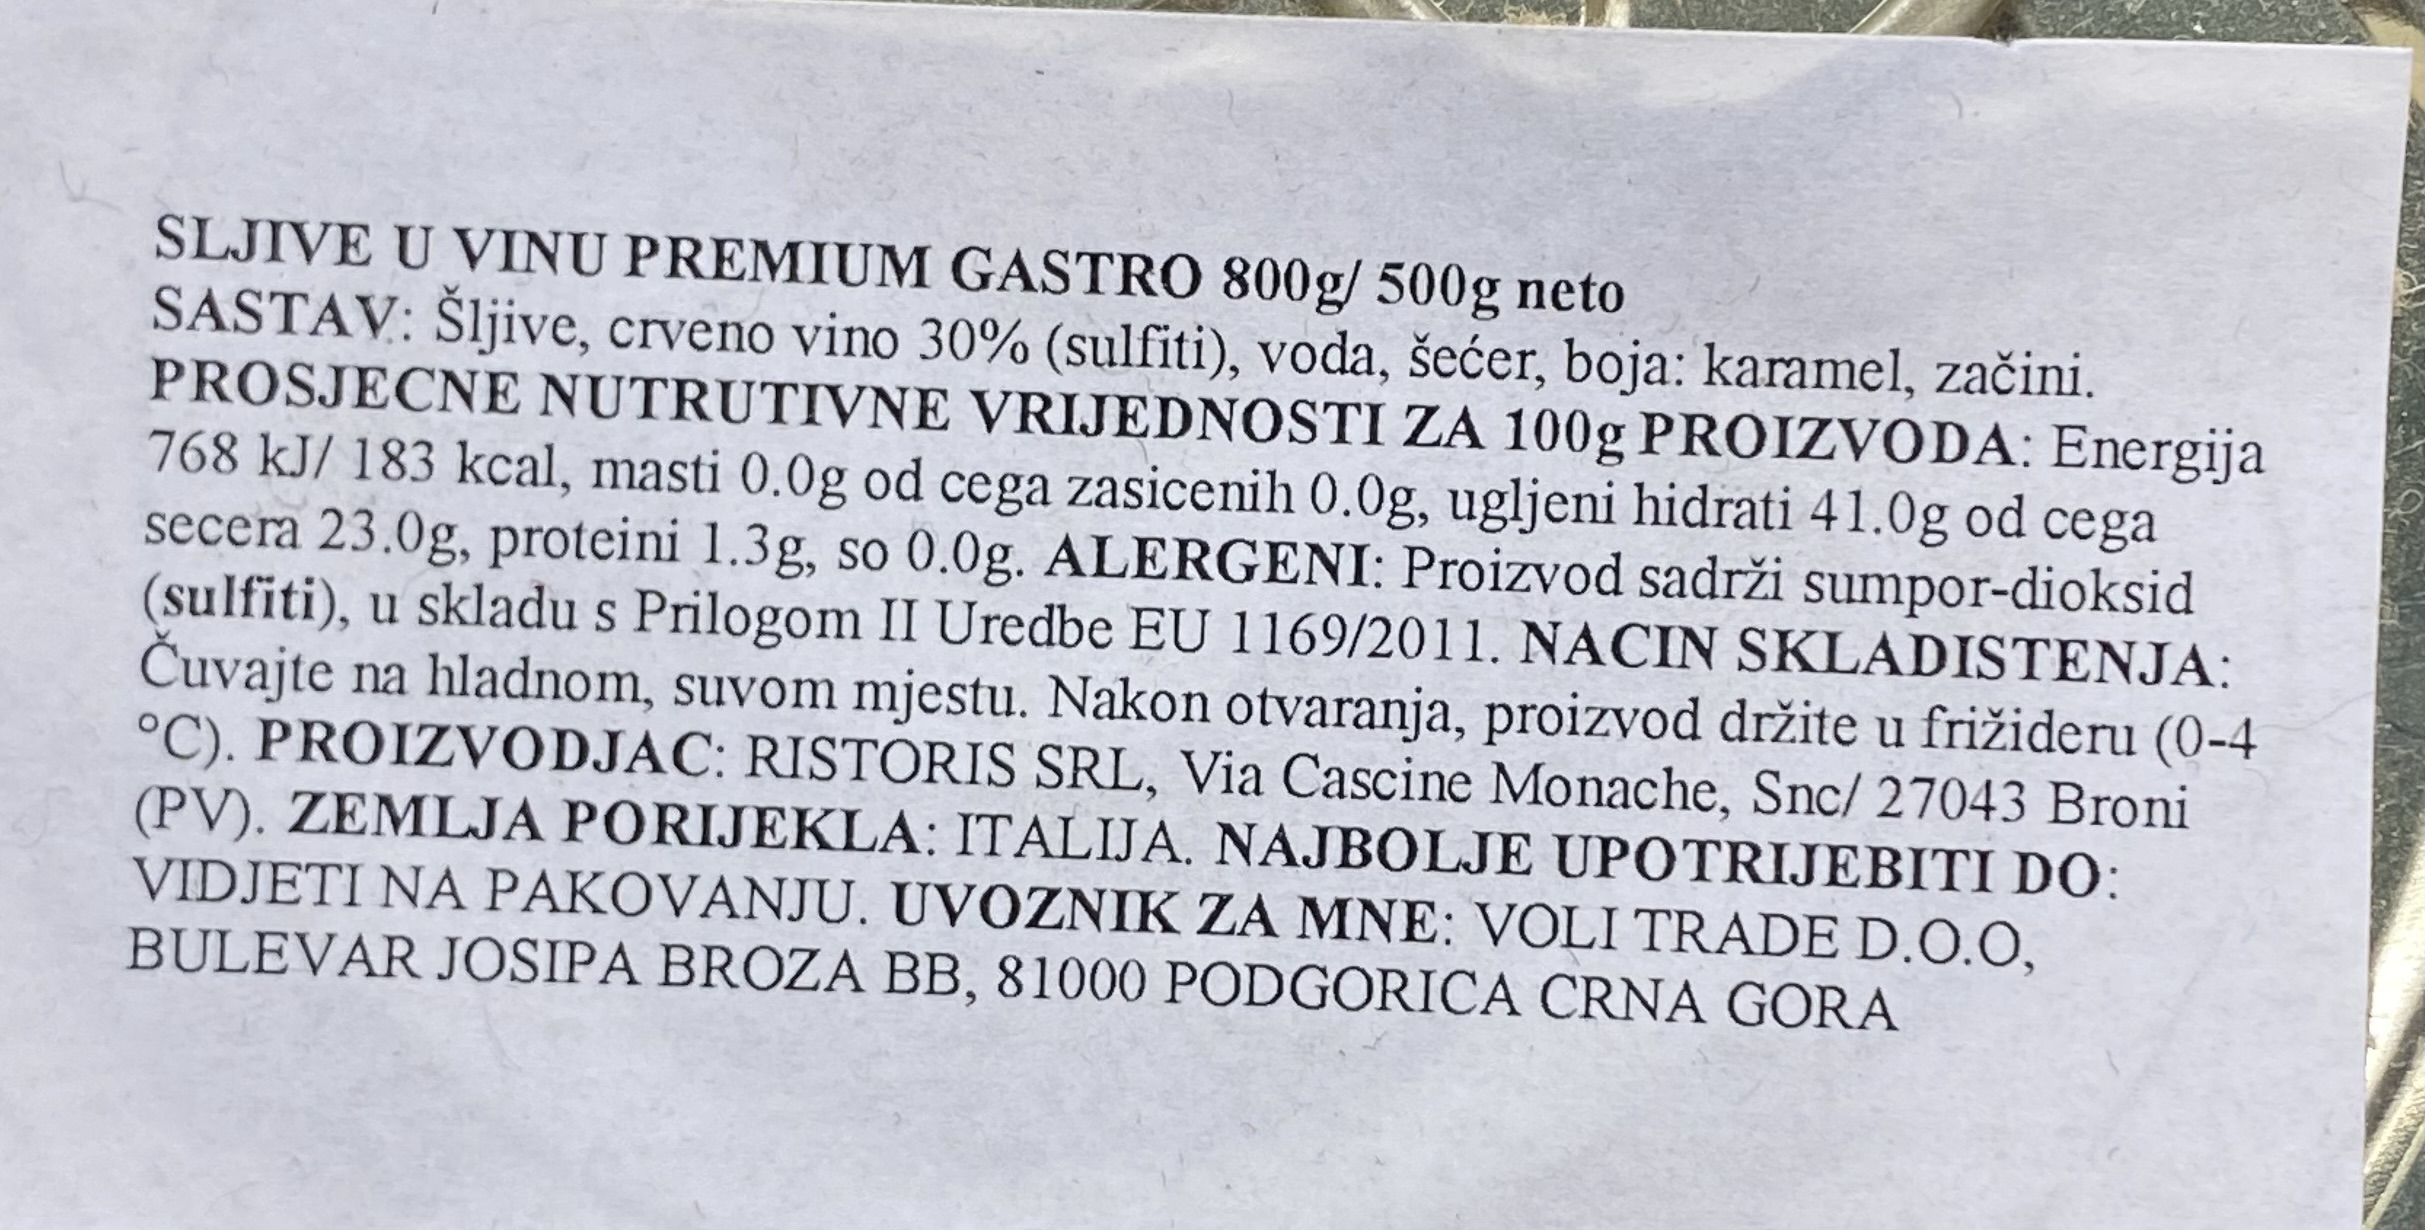 SLJIVE U VINU PREMIUM GASTRO 800g/ 500g neto
SASTAV: Šljive, crveno vino 30% (sulfiti), voda, šećer, boja: karamel, začini.
PROSJECNE NUTRUTIVNE VRIJEDNOSTI ZA 100g PROIZVODA: Energija
768 kJ/ 183 kcal, masti 0.0g od cega zasicenih 0.0g, ugljeni hidrati 41.0g od cega
secera 23.0g, proteini 1.3g, so 0.0g. ALERGENI: Proizvod sadrži sumpor-dioksid
(sulfiti), u skladu s Prilogom II Uredbe EU 1169/2011. NACIN SKLADISTENJA:
Čuvajte na hladnom, suvom mjestu. Nakon otvaranja, proizvod držite u frižideru (0-4
°C). PROIZVODJAC: RISTORIS SRL, Via Cascine Monache, Snc/ 27043 Broni
(PV). ZEMLJA PORIJEKLA: ITALIJA. NAJBOLJE UPOTRIJEBITI DO:
VIDJETI NA PAKOVANJU. UVOZNIK ZA MNE: VOLI TRADE D.O.O,
BULEVAR JOSIPA BROZA BB, 81000 PODGORICA CRNA GORA